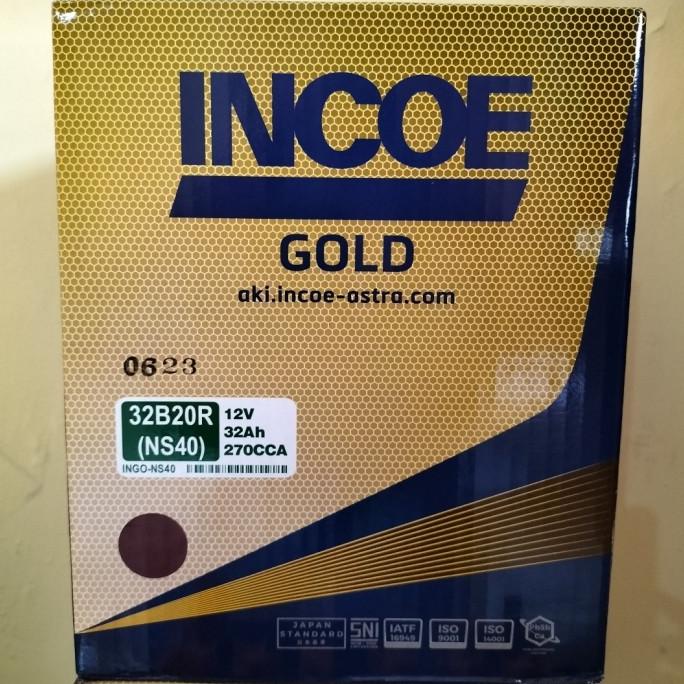 INCOE
GOLD
aki.incoe-astra.com
0623
32B20R
(NS40)
12V
32Ah
270CCA
INGO-NS40
JAPAN
STANDARD
SNI
IATF
16949
ISO
9001
ISO
14001